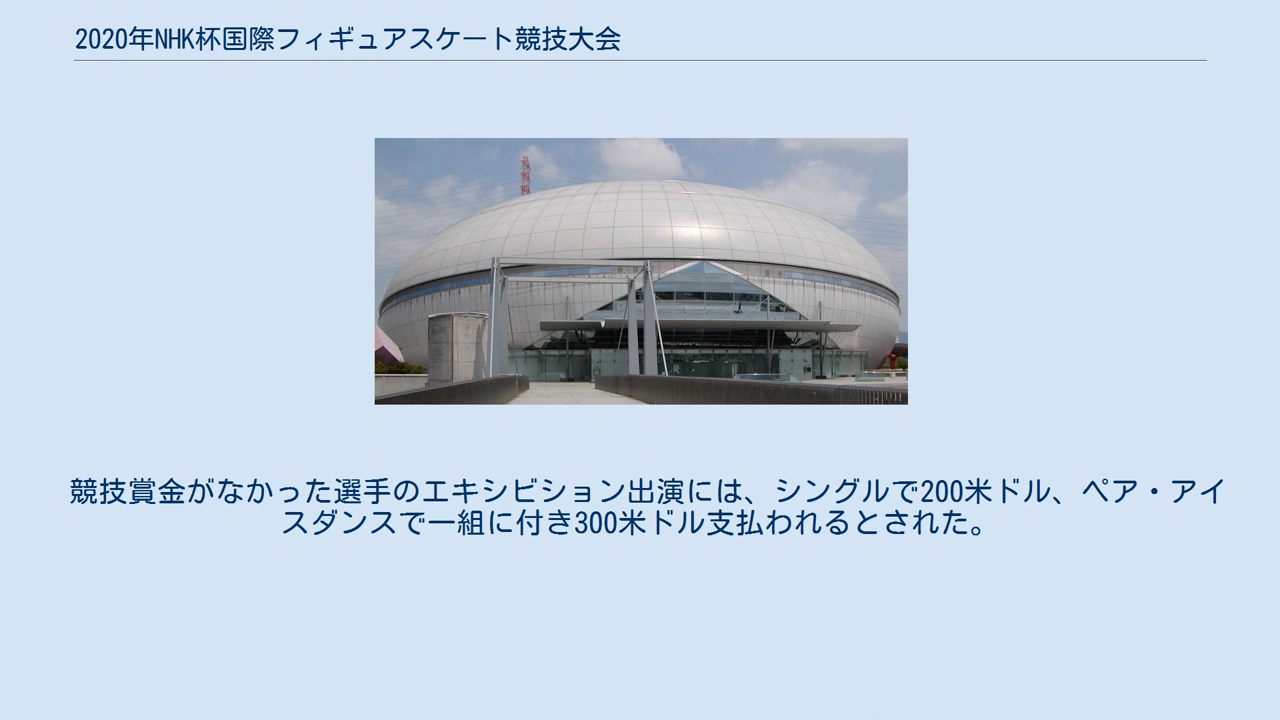 2020年NHK杯国際フィギュアスケート競技大会
競技賞金がなかった選手のエキシビション出演には、シングルで200米ドル、ペア・アイ
スダンスで一組に付き300米ドル支払われるとされた。